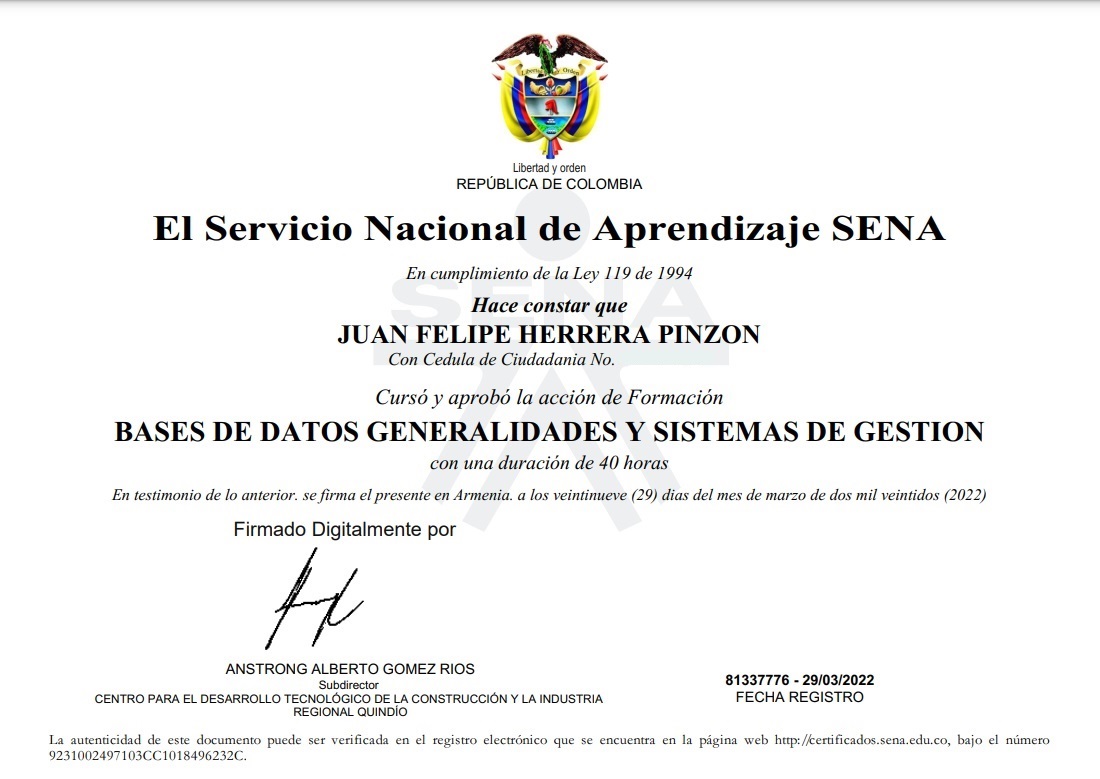 Libertad y Orden
Libertad y orden
REPÚBLICA DE COLOMBIA
El Servicio Nacional de Aprendizaje SENA
En cumplimiento de la Ley 119 de 1994
SENA
Hace constar que
JUAN FELIPE HERRERA PINZON
Con Cedula de Ciudadania No.
Cursó y aprobó la acción de Formación
BASES DE DATOS GENERALIDADES Y SISTEMAS DE GESTION
con una duración de 40 horas
En testimonio de lo anterior. se firma el presente en Armenia. a los veintinueve (29) dias del mes de marzo de dos mil veintidos (2022)
Firmado Digitalmente por
ANSTRONG ALBERTO GOMEZ RIOS
Subdirector
CENTRO PARA EL DESARROLLO TECNOLÓGICO DE LA CONSTRUCCIÓN Y LA INDUSTRIA
REGIONAL QUINDÍO
81337776 - 29/03/2022
FECHA REGISTRO
La autenticidad de este documento puede ser verificada en el registro electrónico que se encuentra en la página web http://certificados.sena.edu.co, bajo el número
9231002497103CC1018496232C.